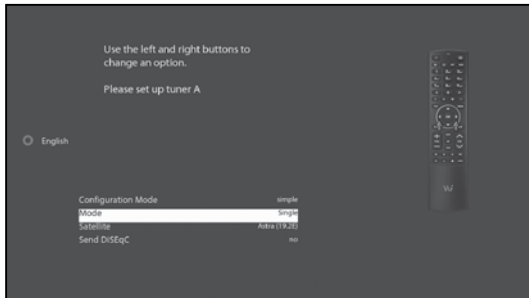 Use the left and right buttons to
change an option.
Please set up tuner A
English
Configuration Mode simple
Mode Single
Satellite Astra (19.2E)
Send DiSEqC no